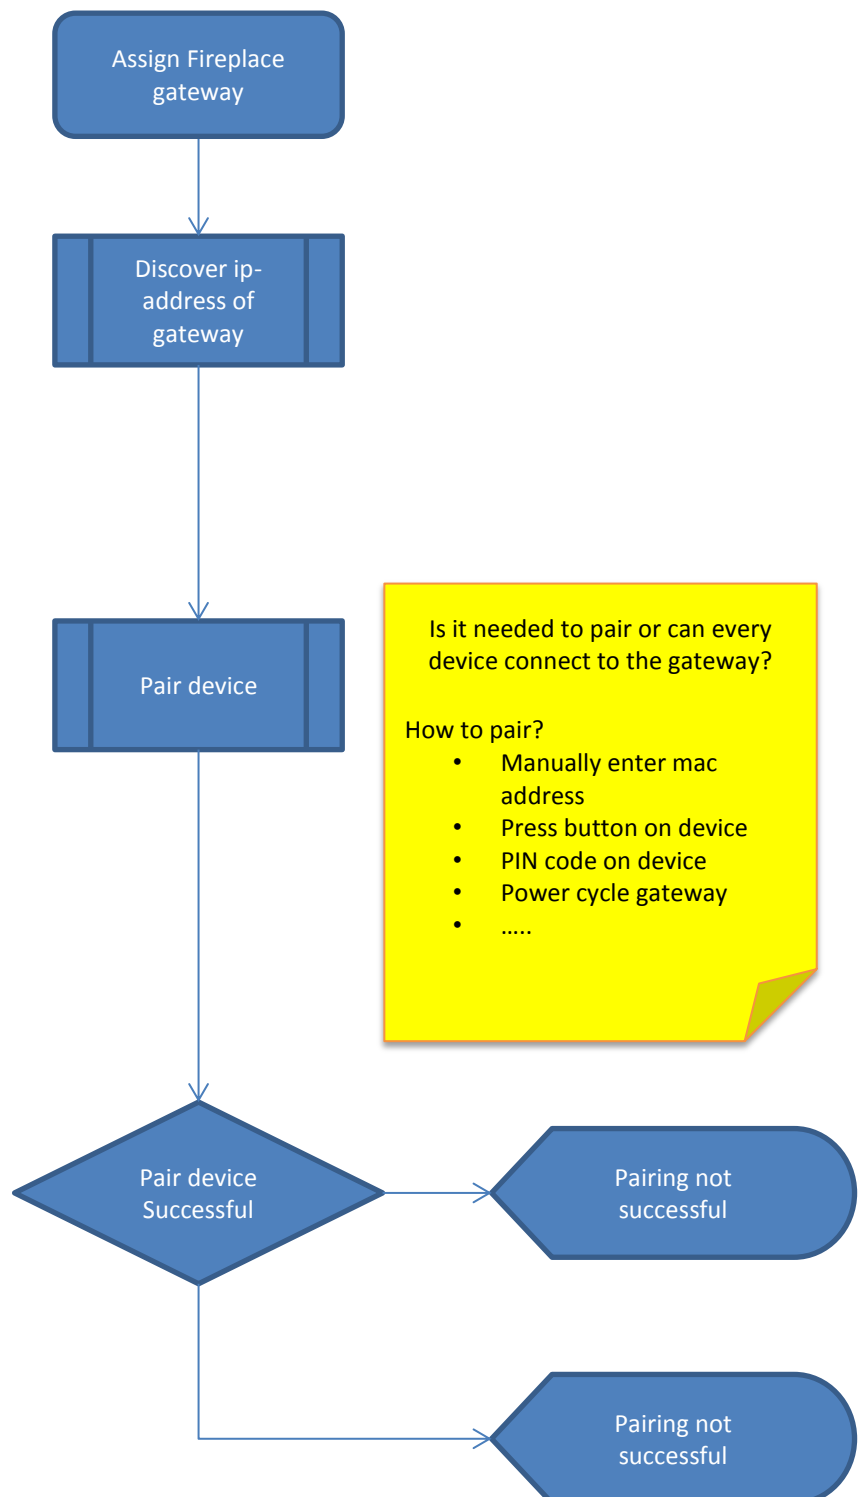 Assign Fireplace
gateway
Discover ip-
address of
gateway
Pair device
Is it needed to pair or can every
device connect to the gateway?
How to pair?
• Manually enter mac
address
• Press button on device
• PIN code on device
• Power cycle gateway
• …..
Pair device
Successful
Pairing not
successful
Pairing not
successful